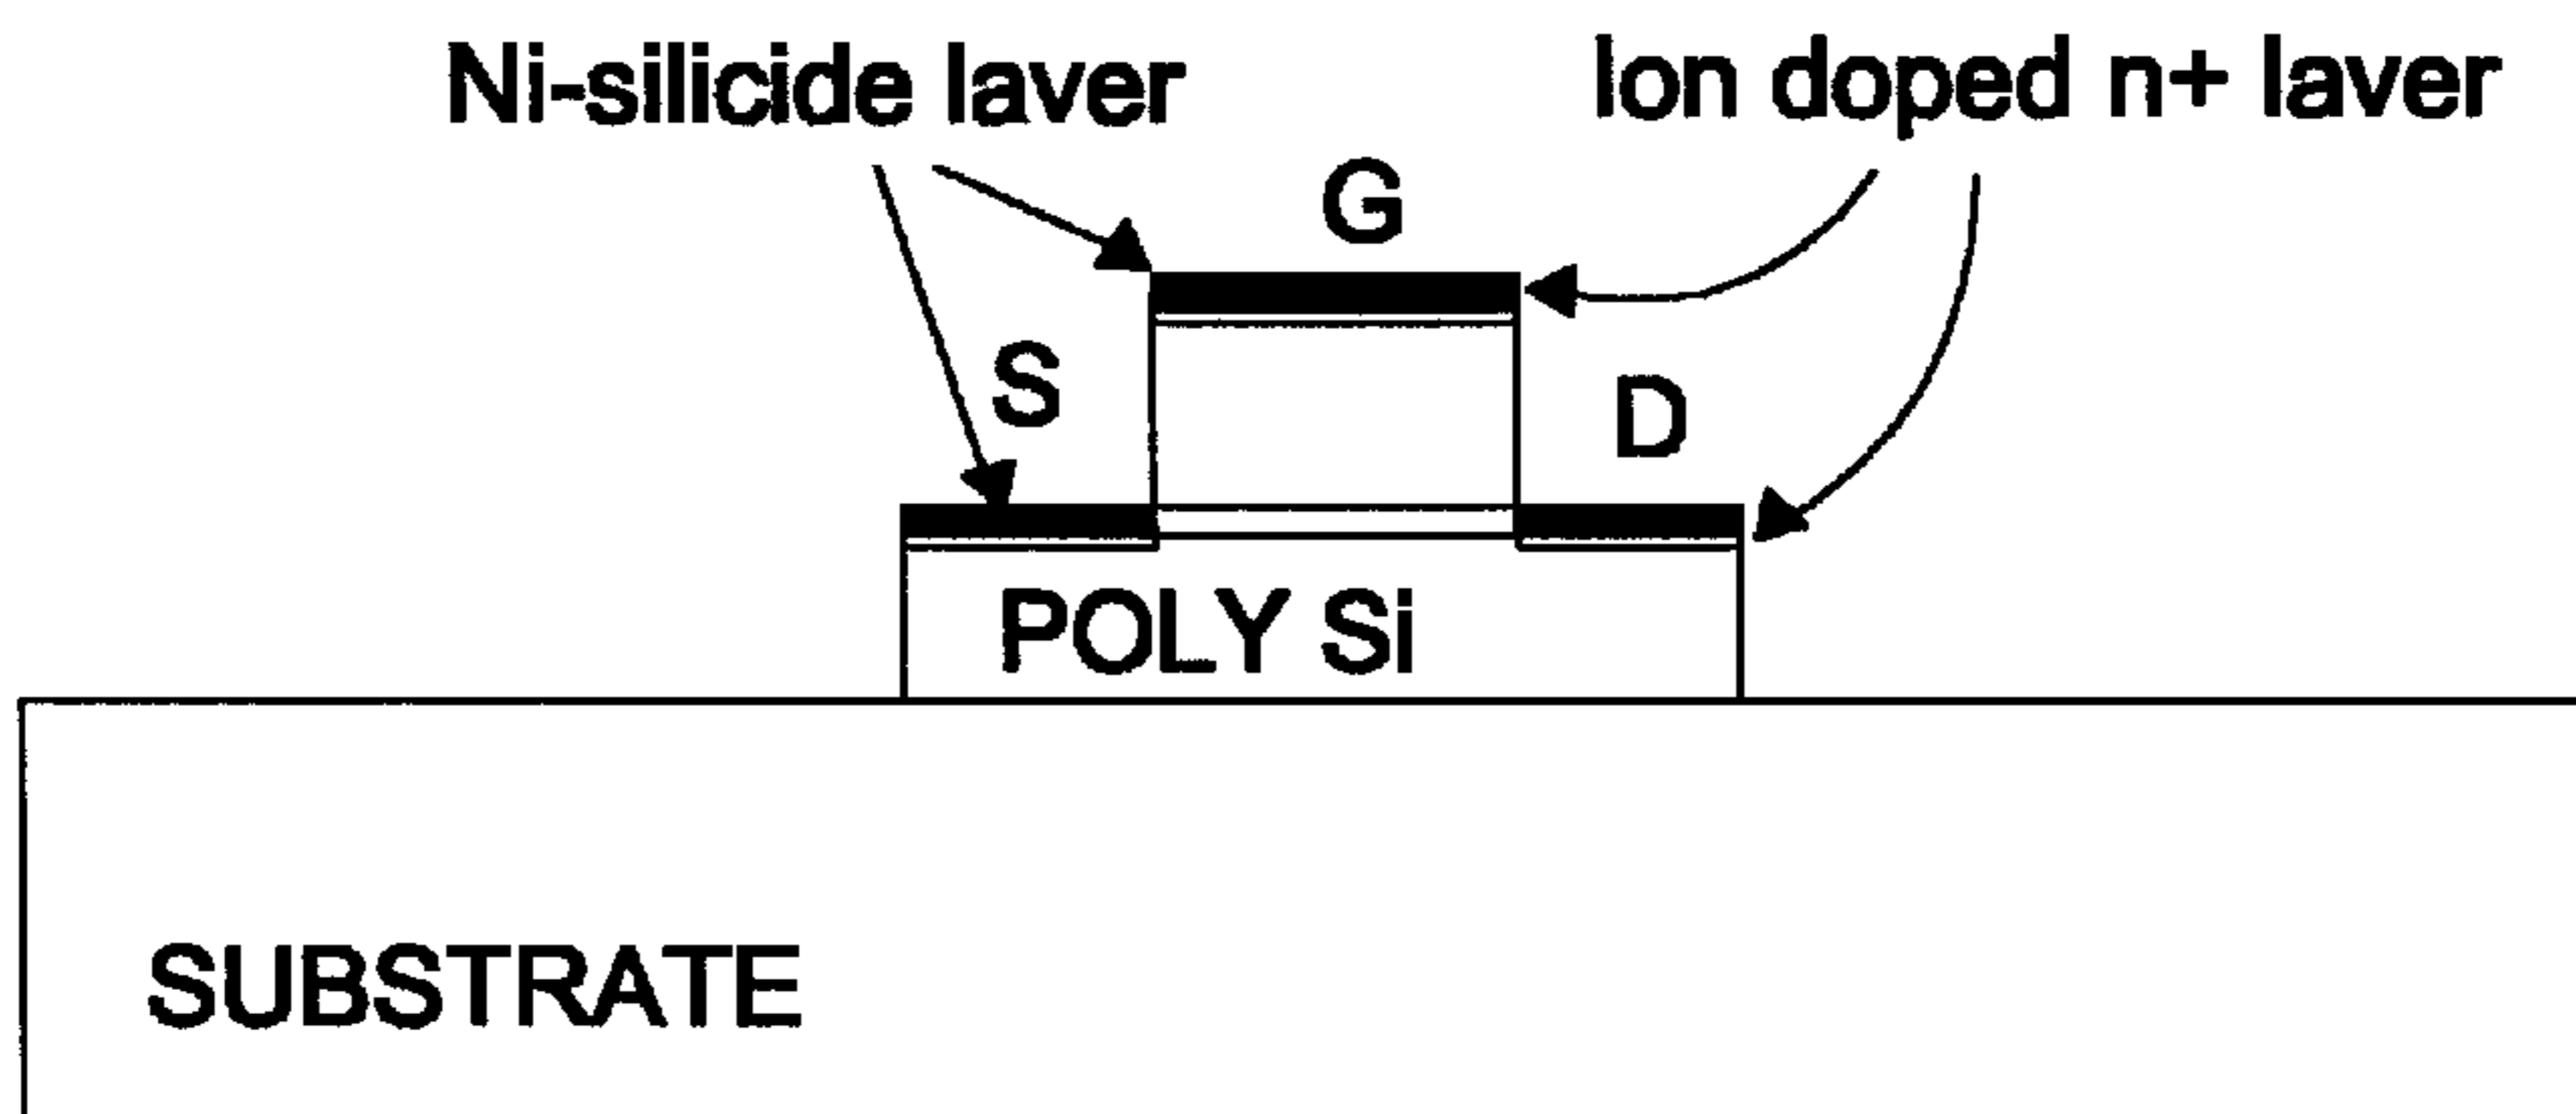 Ni-silicide laver
Ion doped n+ laver
G
S
D
POLY Si
SUBSTRATE